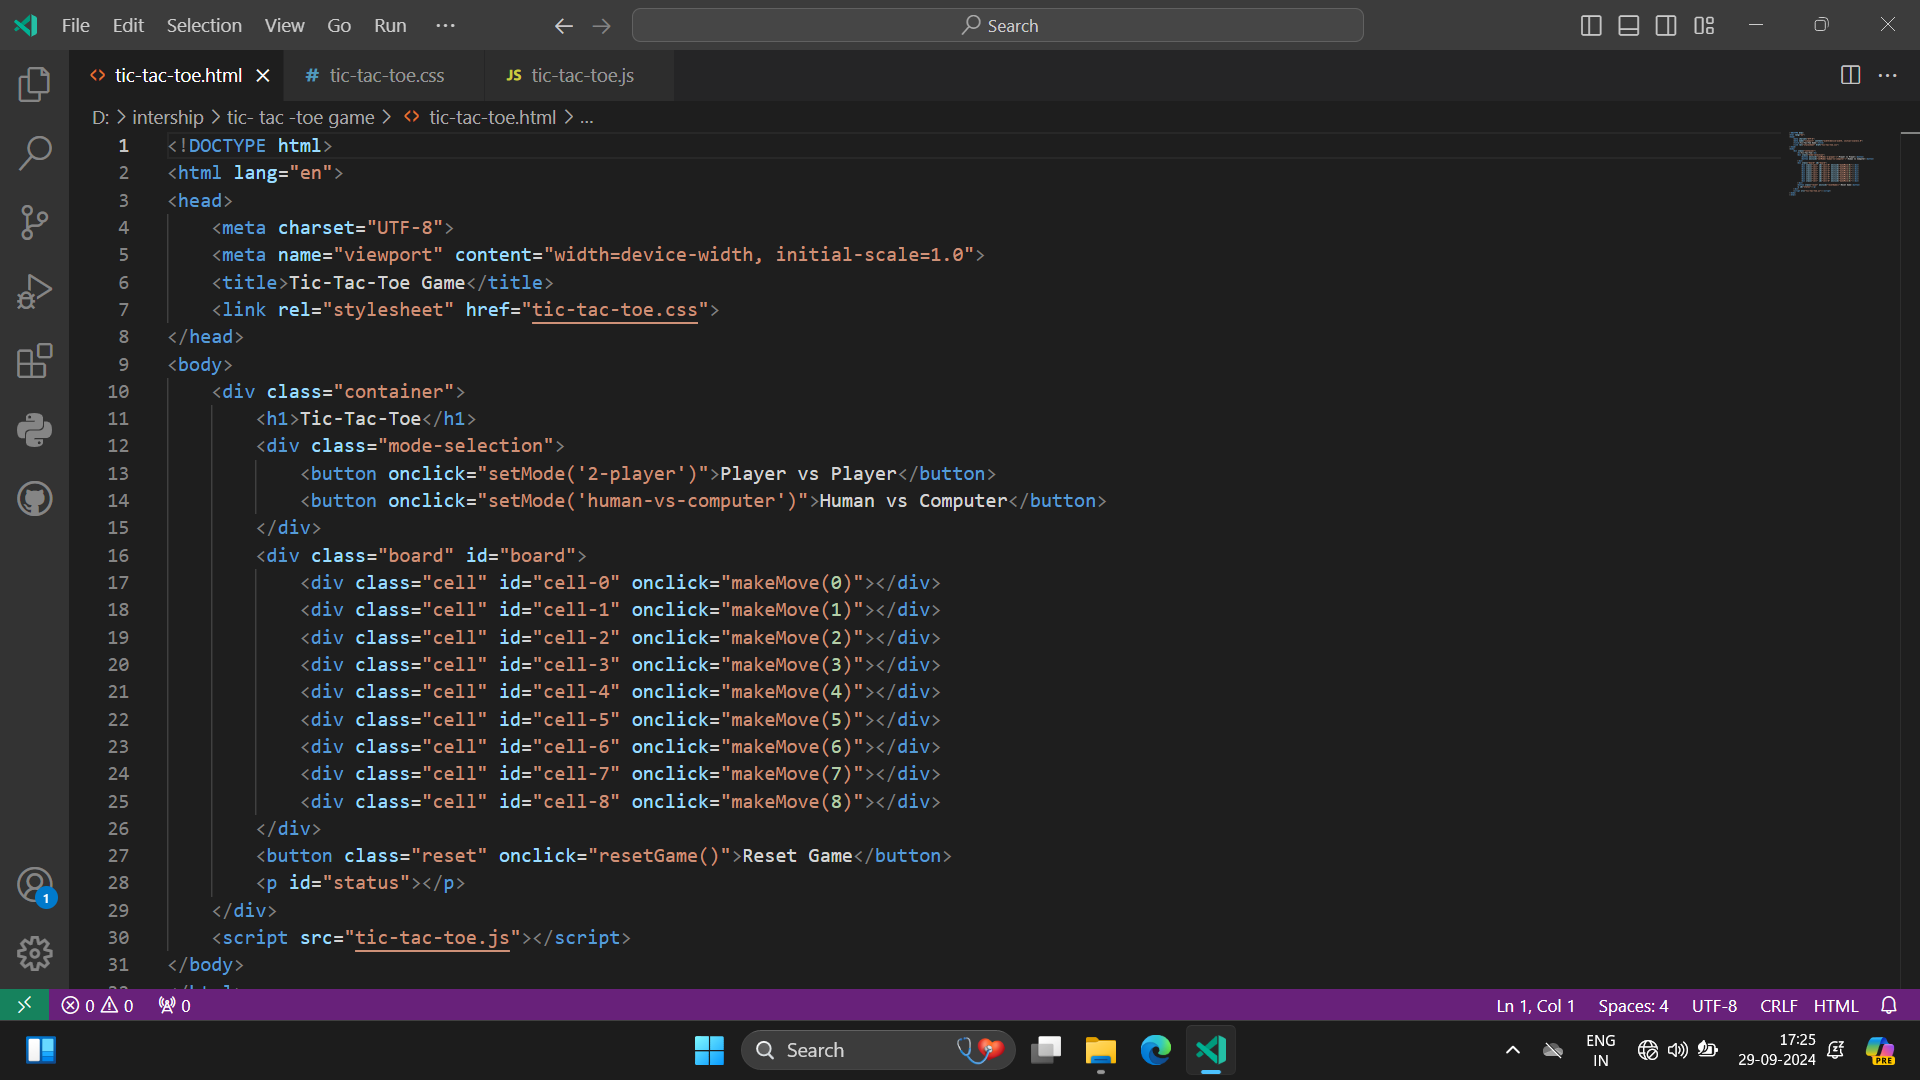 File Edit Selection View Go Run ··· Search
tic-tac-toe.html # tic-tac-toe.css JS tic-tac-toe.js
D: > intership > tic- tac -toe game > tic-tac-toe.html > ...
1 <!DOCTYPE html>
2 <html lang="en">
3 <head>
4 <meta charset="UTF-8">
5 <meta name="viewport" content="width=device-width, initial-scale=1.0">
6 <title>Tic-Tac-Toe Game</title>
7 <link rel="stylesheet" href="tic-tac-toe.css">
8 </head>
9 <body>
10 <div class="container">
11 <h1>Tic-Tac-Toe</h1>
12 <div class="mode-selection">
13 <button onclick="setMode('2-player')">Player vs Player</button>
14 <button onclick="setMode('human-vs-computer')">Human vs Computer</button>
15 </div>
16 <div class="board" id="board">
17 <div class="cell" id="cell-0" onclick="makeMove(0)"></div>
18 <div class="cell" id="cell-1" onclick="makeMove(1)"></div>
19 <div class="cell" id="cell-2" onclick="makeMove(2)"></div>
20 <div class="cell" id="cell-3" onclick="makeMove(3)"></div>
21 <div class="cell" id="cell-4" onclick="makeMove(4)"></div>
22 <div class="cell" id="cell-5" onclick="makeMove(5)"></div>
23 <div class="cell" id="cell-6" onclick="makeMove(6)"></div>
24 <div class="cell" id="cell-7" onclick="makeMove(7)"></div>
25 <div class="cell" id="cell-8" onclick="makeMove(8)"></div>
26 </div>
27 <button class="reset" onclick="resetGame()">Reset Game</button>
28 <p id="status"></p>
29 </div>
30 <script src="tic-tac-toe.js"></script>
31 </body>
1
0 0 0 Ln 1, Col 1 Spaces: 4 UTF-8 CRLF HTML
Search ENG 17:25
IN 29-09-2024 PRE